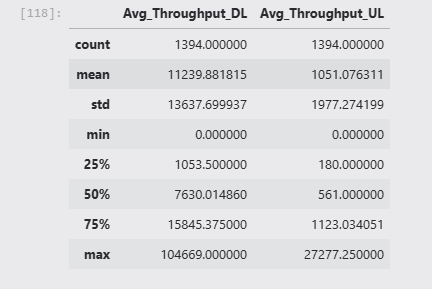 [118]: Avg_Throughput_DL Avg_Throughput_UL
count 1394.000000 1394.000000
mean 11239.881815 1051.076311
std 13637.699937 1977.274199
min 0.000000 0.000000
25% 1053.500000 180.000000
50% 7630.014860 561.000000
75% 15845.375000 1123.034051
max 104669.000000 27277.250000